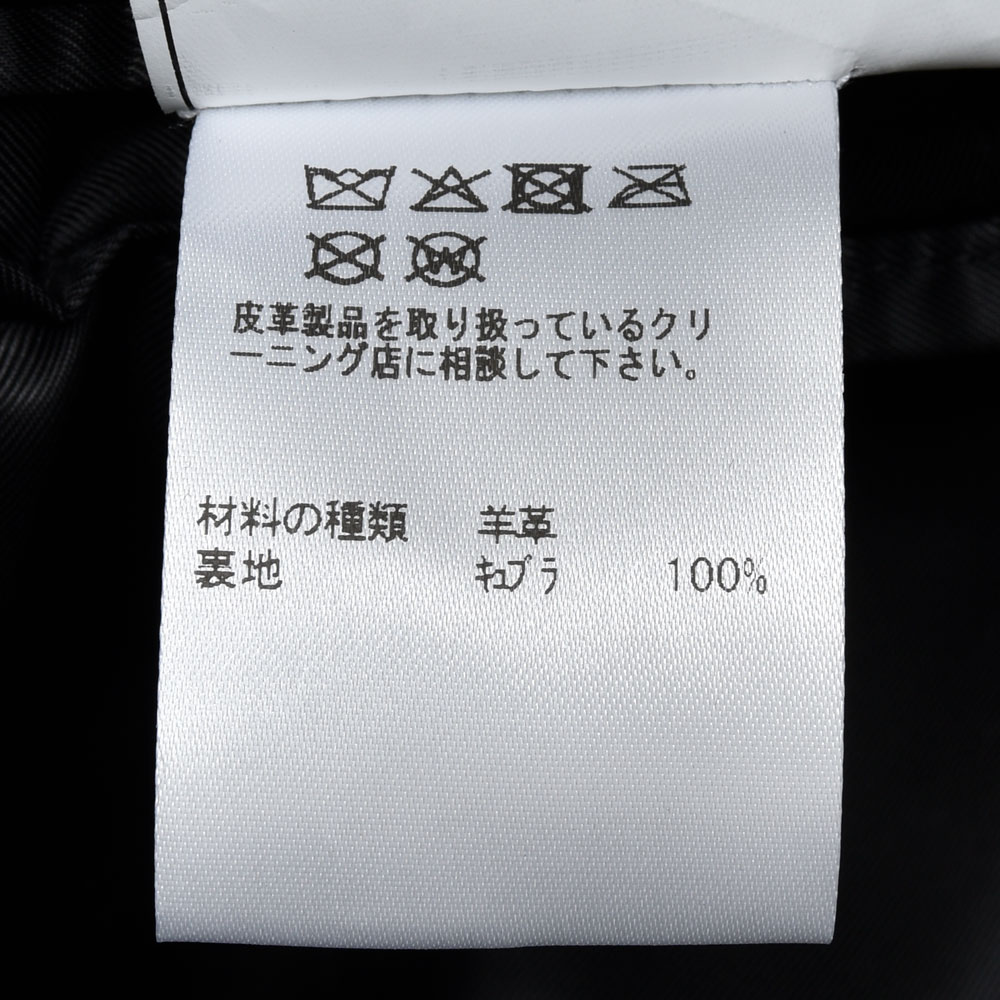 W
皮革製品を取り扱っているクリ
ーニング店に相談して下さい。
材料の種類 羊革
裏地 ｷｭﾌﾟﾗ 100%